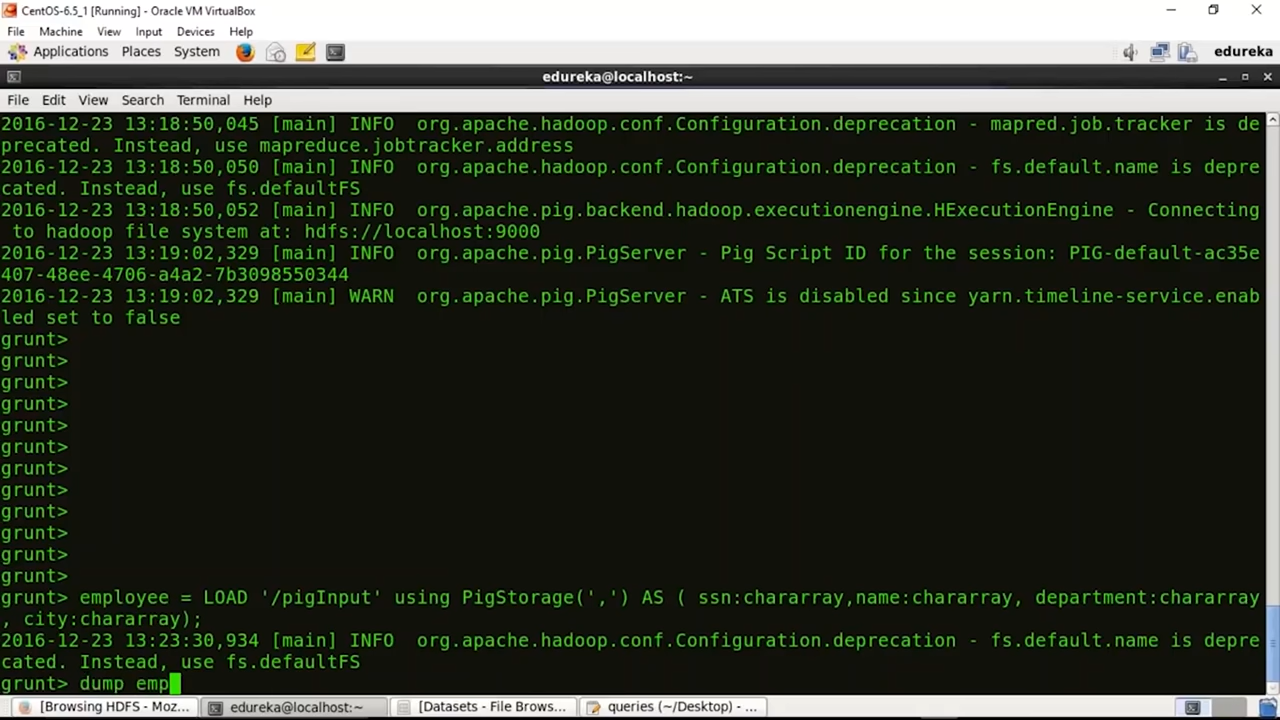 CentOS-6.5_1 [Running] - Oracle VM VirtualBox
File Machine View Input Devices Help
Applications Places System edureka
edureka@localhost:~
File Edit View Search Terminal Help
2016-12-23 13:18:50,045 [main] INFO  org.apache.hadoop.conf.Configuration.deprecation - mapred.job.tracker is de
precated. Instead, use mapreduce.jobtracker.address
2016-12-23 13:18:50,050 [main] INFO  org.apache.hadoop.conf.Configuration.deprecation - fs.default.name is depre
cated. Instead, use fs.defaultFS
2016-12-23 13:18:50,052 [main] INFO  org.apache.pig.backend.hadoop.executionengine.HExecutionEngine - Connecting
 to hadoop file system at: hdfs://localhost:9000
2016-12-23 13:19:02,329 [main] INFO  org.apache.pig.PigServer - Pig Script ID for the session: PIG-default-ac35e
407-48ee-4706-a4a2-7b3098550344
2016-12-23 13:19:02,329 [main] WARN  org.apache.pig.PigServer - ATS is disabled since yarn.timeline-service.enab
led set to false
grunt>
grunt>
grunt>
grunt>
grunt>
grunt>
grunt>
grunt>
grunt>
grunt>
grunt>
grunt>
grunt> employee = LOAD '/pigInput' using PigStorage(',') AS ( ssn:chararray,name:chararray, department:chararray
, city:chararray);
2016-12-23 13:23:30,934 [main] INFO  org.apache.hadoop.conf.Configuration.deprecation - fs.default.name is depre
cated. Instead, use fs.defaultFS
grunt> dump emp
[Browsing HDFS - Moz... edureka@localhost:~ [Datasets - File Brows... queries (~/Desktop) - ...